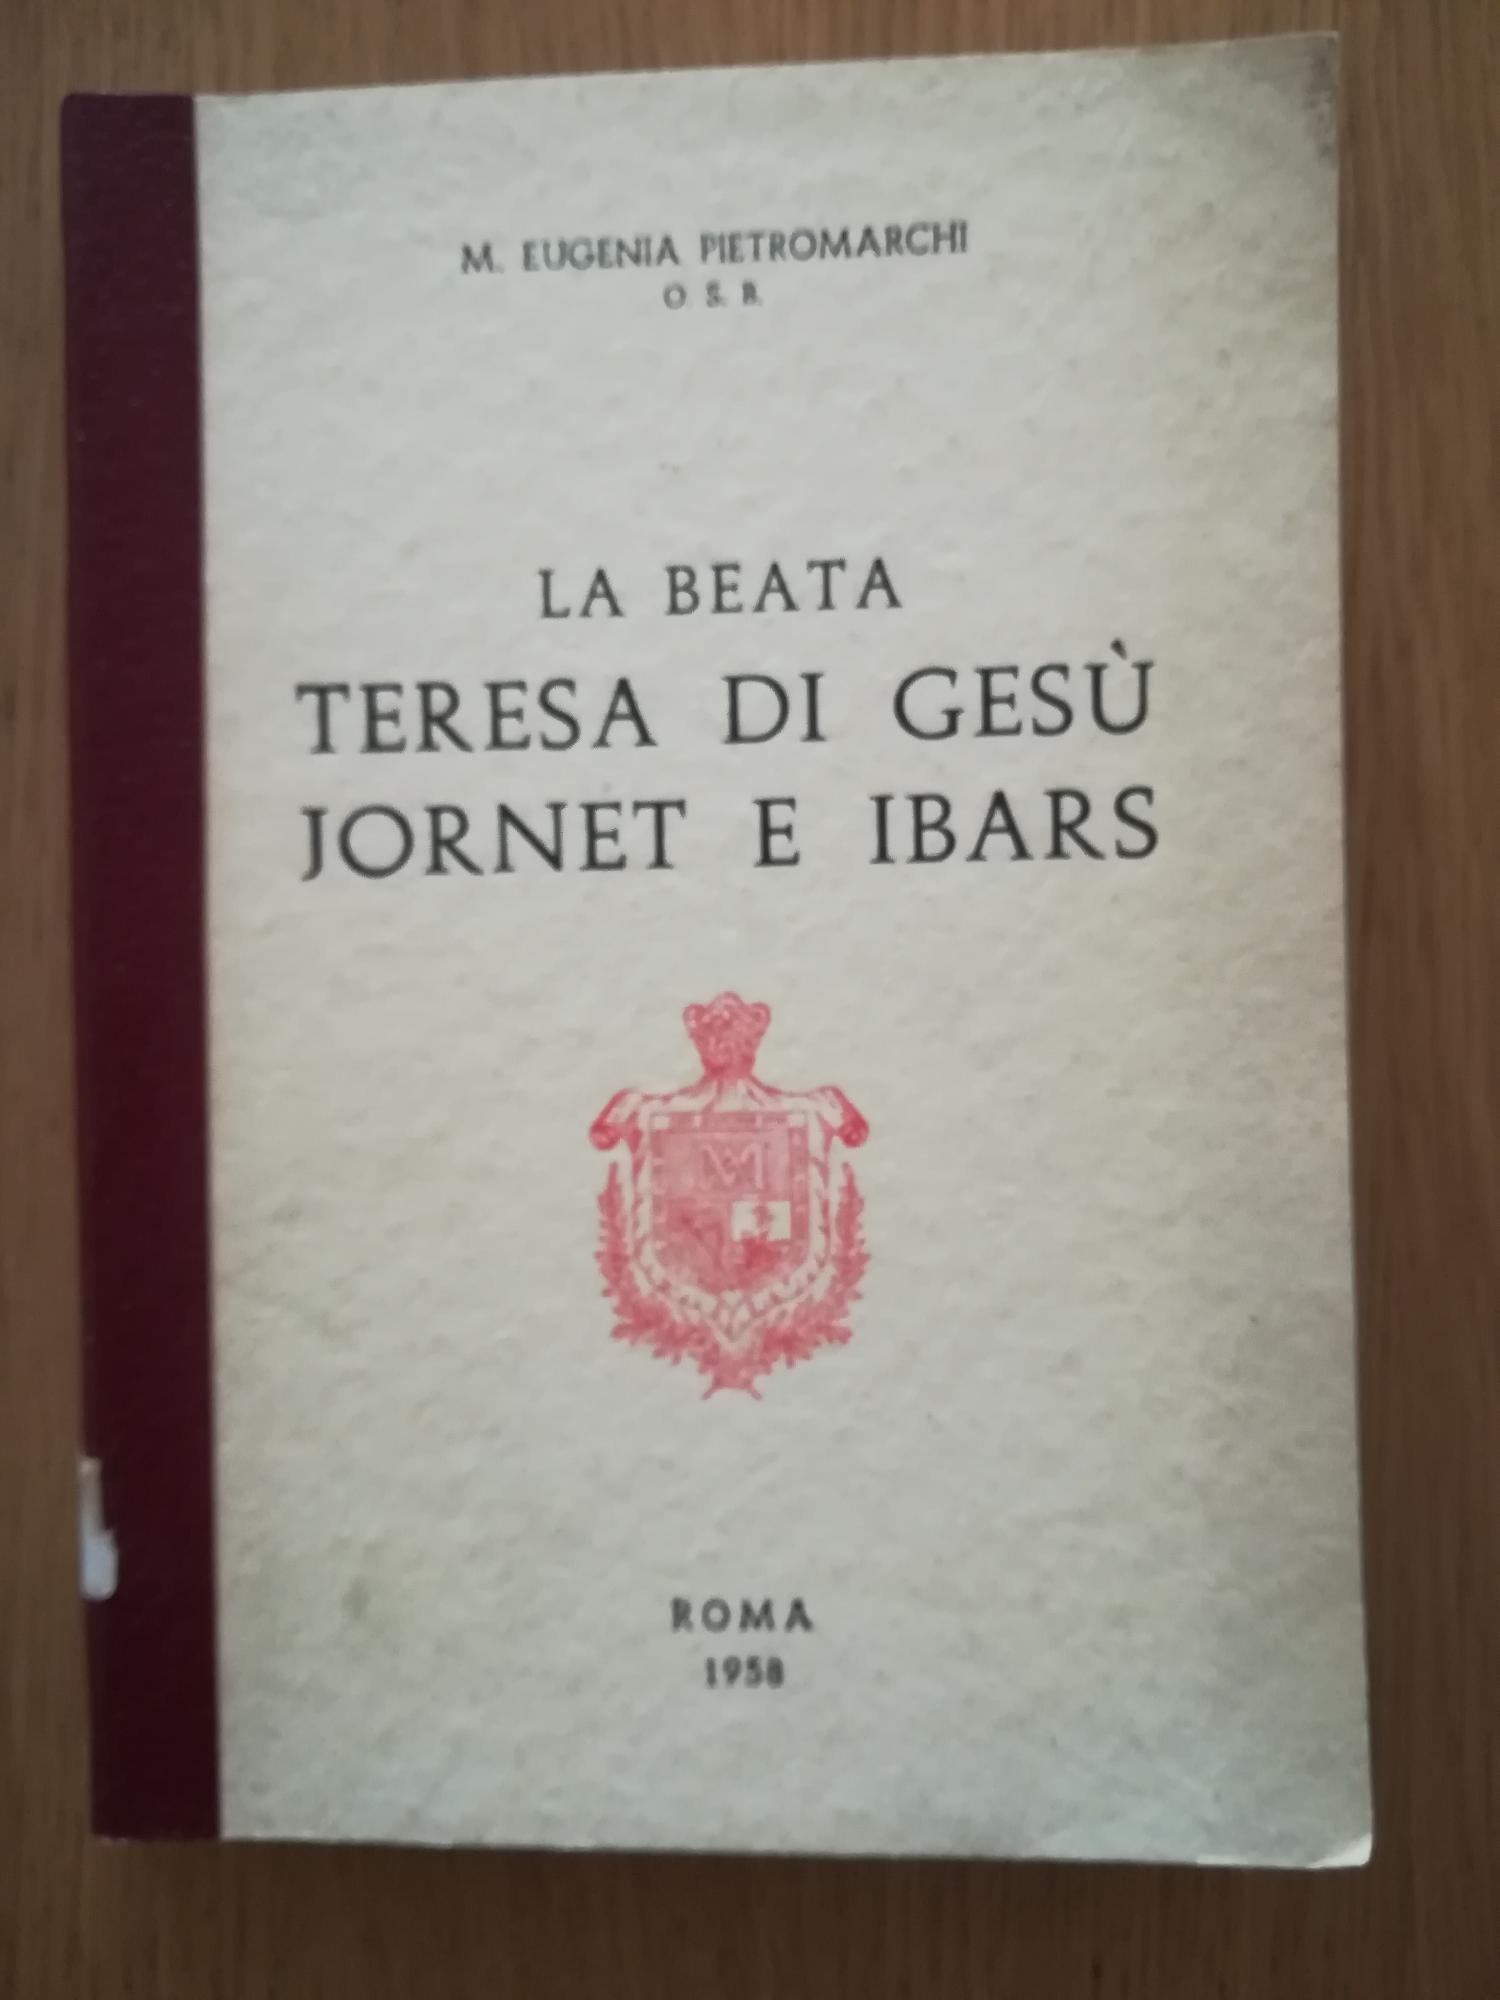 M. EUGENIA PIETROMARCHI
O. S. B.
LA BEATA
TERESA DI GESÙ
JORNET E IBARS
ROMA
1958